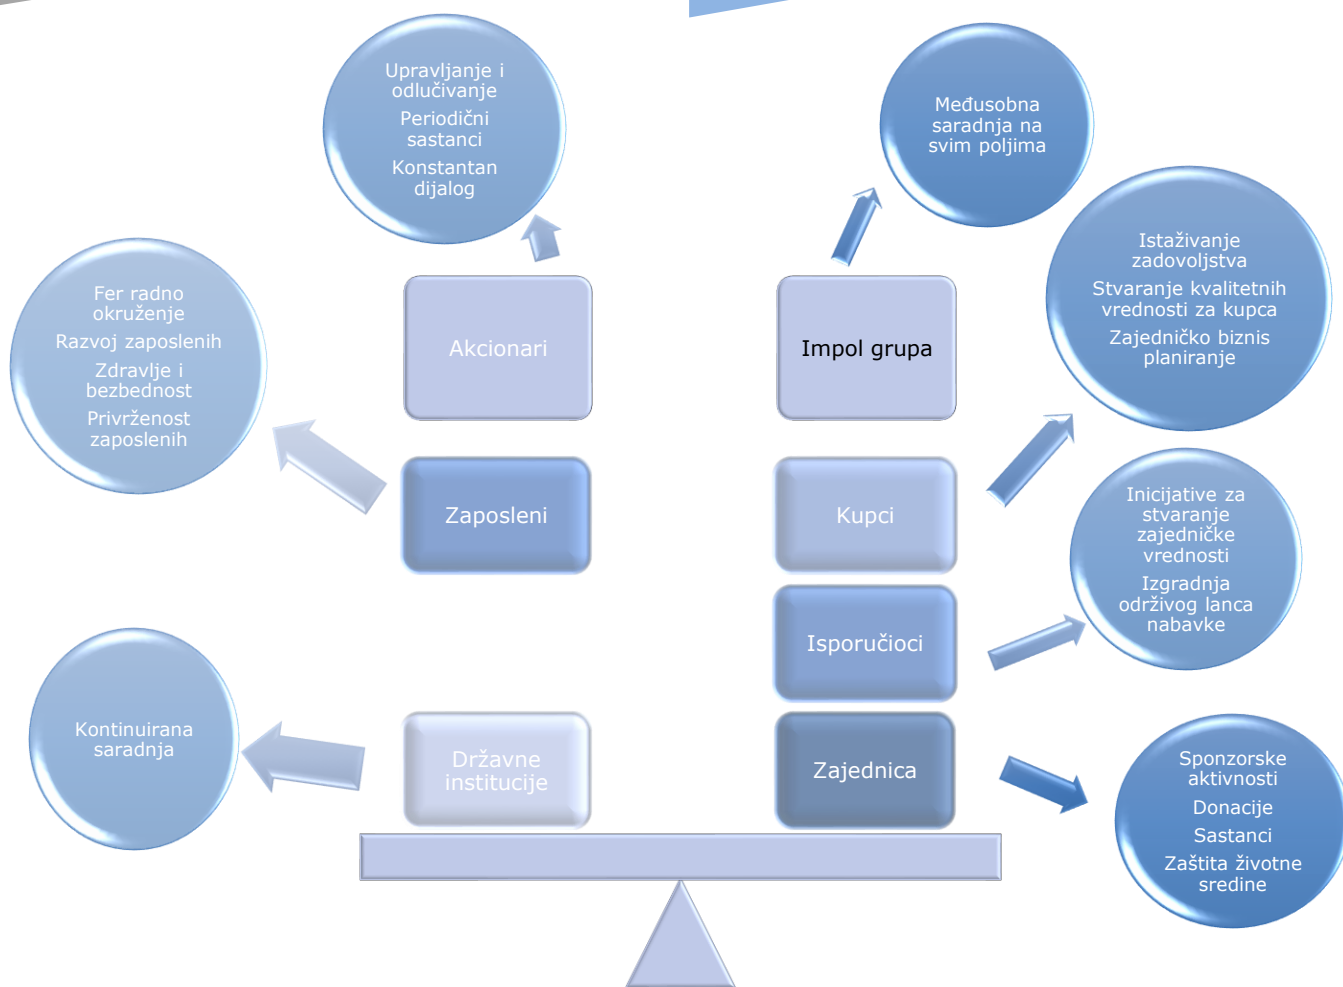 Upravljanje i
odlučivanje
Periodični
sastanci
Konstantan
dijalog
Međusobna
saradnja na
svim poljima
Istaživanje
zadovoljstva
Stvaranje kvalitetnih
vrednosti za kupca
Zajedničko biznis
planiranje
Fer radno
okruženje
Razvoj zaposlenih
Zdravlje i
bezbednost
Privrženost
zaposlenih
Akcionari
Impol grupa
Zaposleni
Kupci
Inicijative za
stvaranje
zajedničke
vrednosti
Izgradnja
održivog lanca
nabavke
Isporučioci
Kontinuirana
saradnja
Državne
institucije
Zajednica
Sponzorske
aktivnosti
Donacije
Sastanci
Zaštita životne
sredine